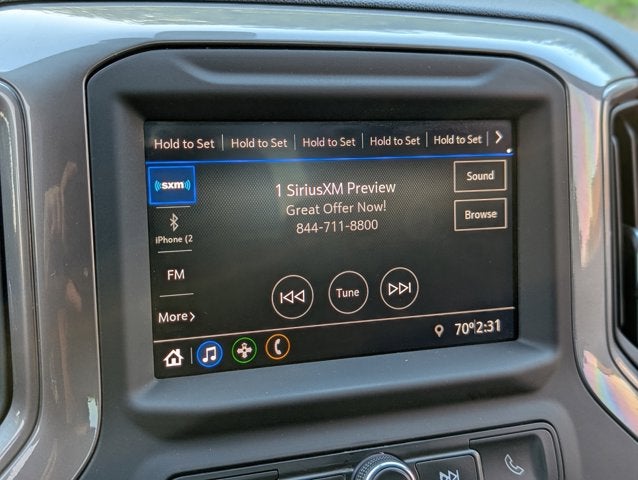 Hold to Set Hold to Set Hold to Set Hold to Set Hold to Set
sxm
1 SiriusXM Preview
Sound
Great Offer Now!
Browse
844-711-8800
iPhone (2
FM
Tune
More
70° 2:31